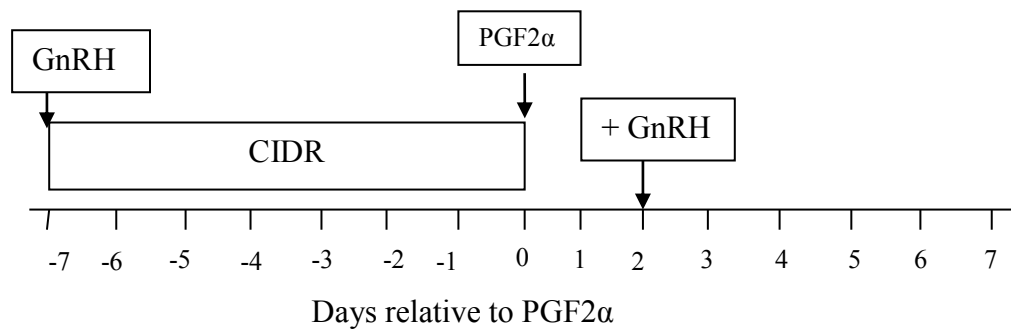 PGF2α
GnRH
+ GnRH
CIDR
-7 -6 -5 -4 -3 -2 -1 0 1 2 3 4 5 6 7
Days relative to PGF2α